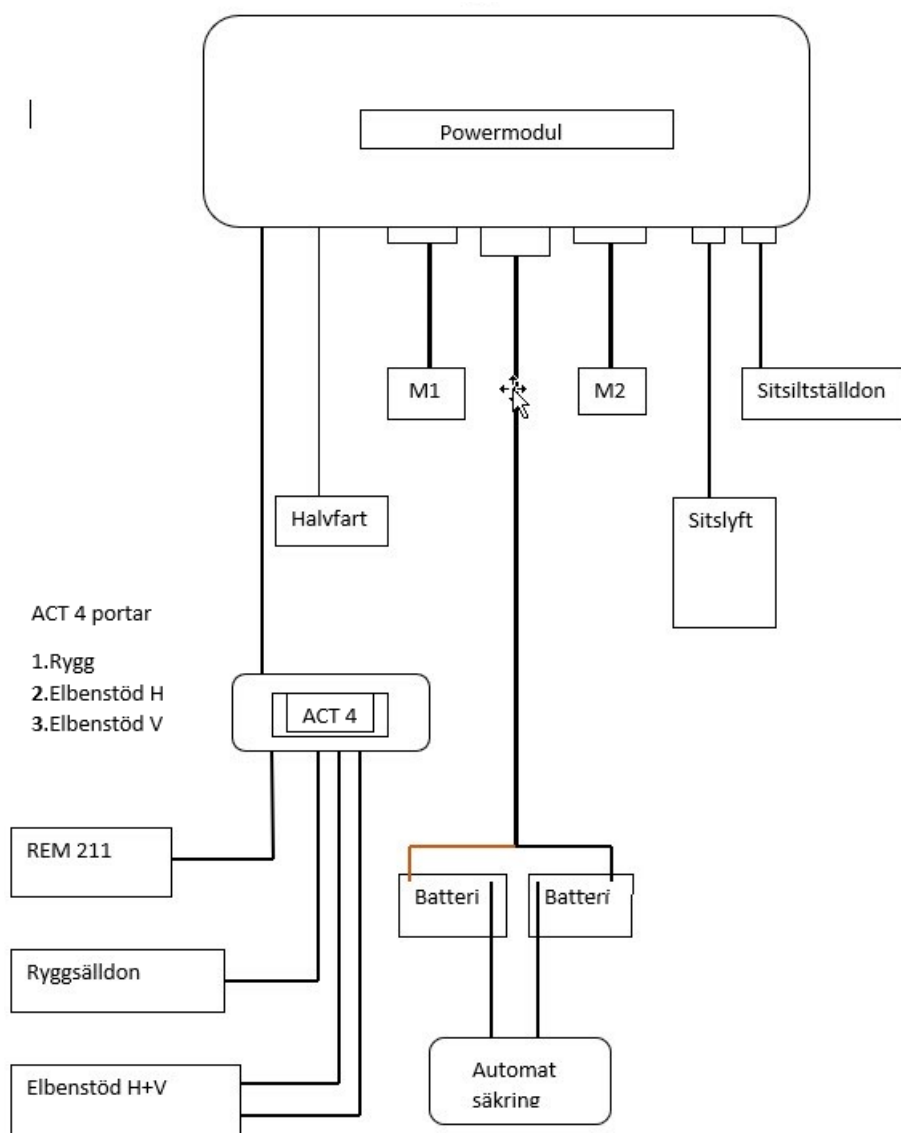 Powermodul
M1
M2
Sitsiltställdon
Halvfart
Sitslyft
ACT 4 portar
1.Rygg
2.Elbenstöd H
3.Elbenstöd V
ACT 4
REM 211
Batteri
Batteri
Ryggsälldon
Automat
säkring
Elbenstöd H+V